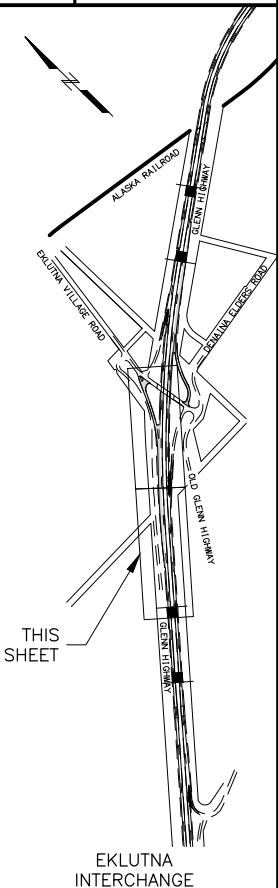 N
ALASKA RAILROAD
GLENN HIGHWAY
EKLUTNA VILLAGE ROAD
DENAINA ELDERS ROAD
OLD GLENN HIGHWAY
THIS
SHEET
GLENN HIGHWAY
EKLUTNA
INTERCHANGE